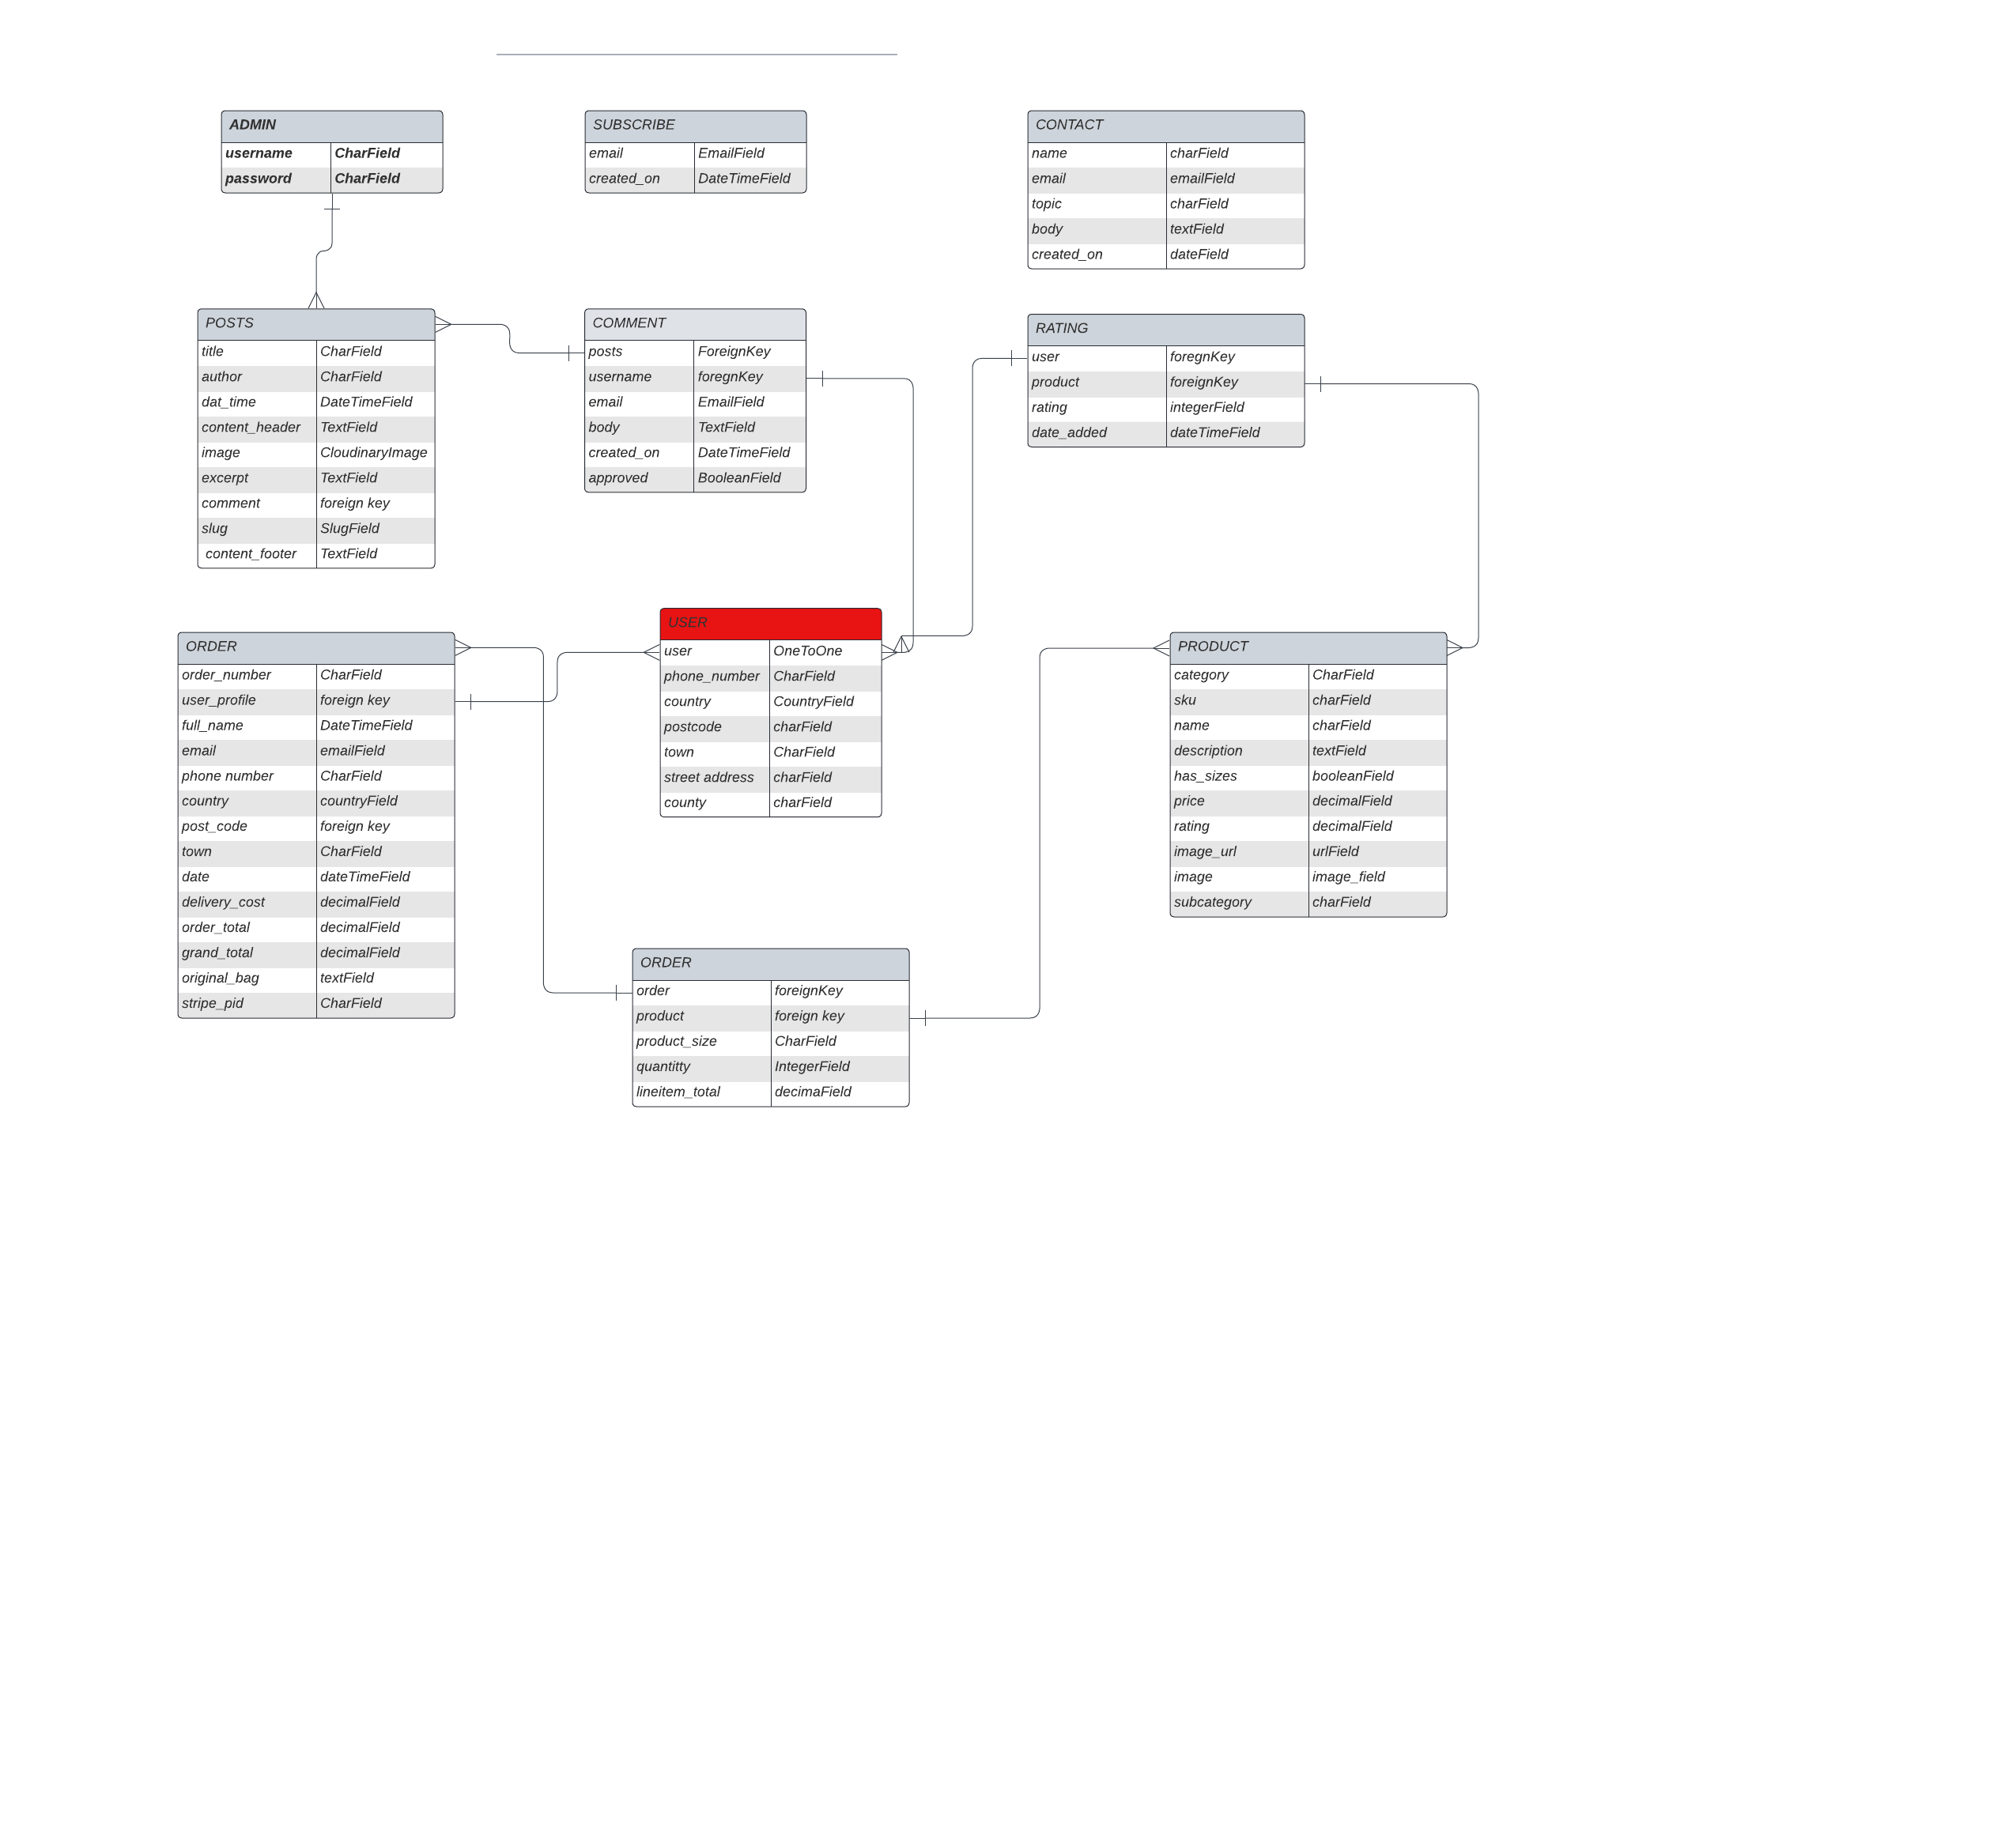 ADMIN
username CharField
password CharField
SUBSCRIBE
email EmailField
created_on DateTimeField
CONTACT
name charField
email emailField
topic charField
body textField
created_on dateField
POSTS
title CharField
author CharField
dat_time DateTimeField
content_header TextField
image CloudinaryImage
excerpt TextField
comment foreign key
slug SlugField
content_footer TextField
COMMENT
posts ForeignKey
username foregnKey
email EmailField
body TextField
created_on DateTimeField
approved BooleanField
RATING
user foregnKey
product foreignKey
rating integerField
date_added dateTimeField
ORDER
order_number CharField
user_profile foreign key
full_name DateTimeField
email emailField
phone number CharField
country countryField
post_code foreign key
town CharField
date dateTimeField
delivery_cost decimalField
order_total decimalField
grand_total decimalField
original_bag textField
stripe_pid CharField
USER
user OneToOne
phone_number CharField
country CountryField
postcode charField
town CharField
street address charField
county charField
PRODUCT
category CharField
sku charField
name charField
description textField
has_sizes booleanField
price decimalField
rating decimalField
image_url urlField
image image_field
subcategory charField
ORDER
order foreignKey
product foreign key
product_size CharField
quantitty IntegerField
lineitem_total decimaField